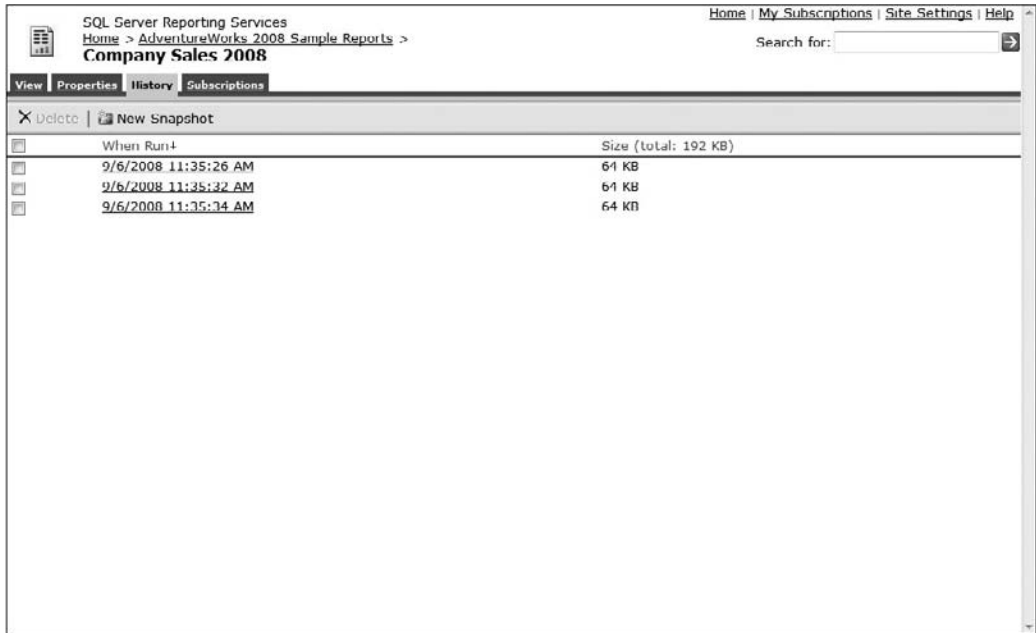 SQL Server Reporting Services
Home > AdventureWorks 2008 Sample Reports >
Company Sales 2008
Home | My Subscriptions | Site Settings | Help
Search for:
View Properties History Subscriptions
Delete | New Snapshot
When Run↓ Size (total: 192 KB)
9/6/2008 11:35:26 AM 64 KB
9/6/2008 11:35:32 AM 64 KB
9/6/2008 11:35:34 AM 64 KB